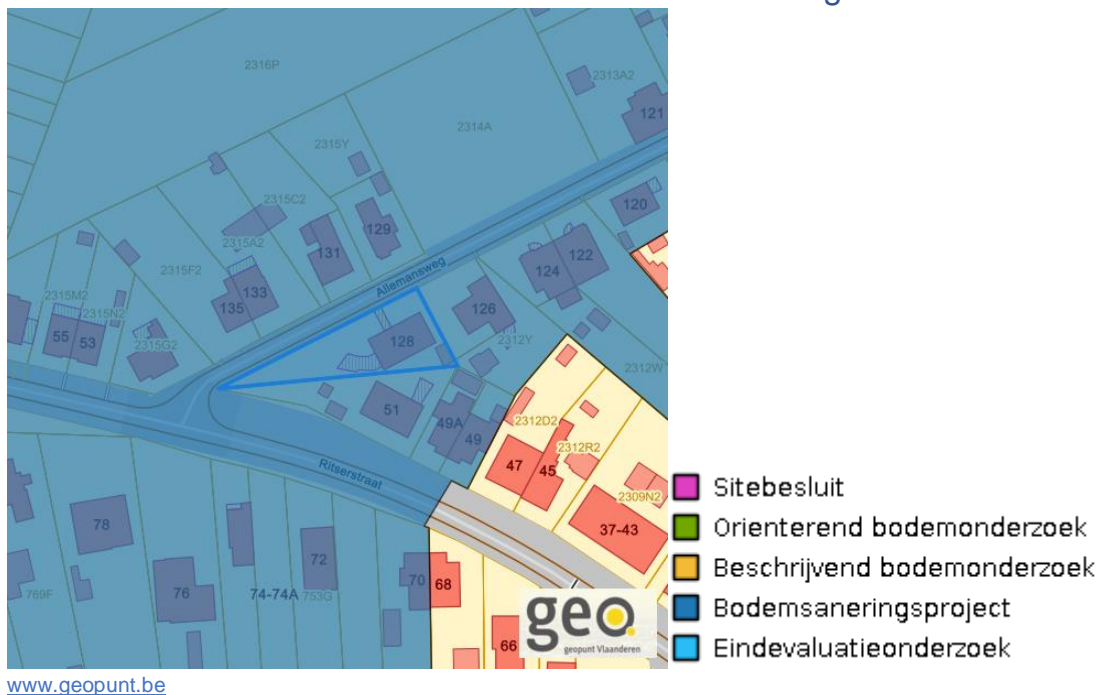 2316P
2313A2
121
2314A
2315Y
2315C2
120
129
2315A2
131
122
124
2315F2
Allemansweg
133
135
2315M2
2315N2
126
55
53
2315G2
128
2312Y
2312W
51
49A
49
2312D2
2312R2
47
45
Ritserstraat
2309N2
37-43
78
72
70
68
76
74-74A
753G
769F
66
geo
geopunt Vlaanderen
Sitebesluit
Orienterend bodemonderzoek
Beschrijvend bodemonderzoek
Bodemsaneringsproject
Eindevaluatieonderzoek
www.geopunt.be